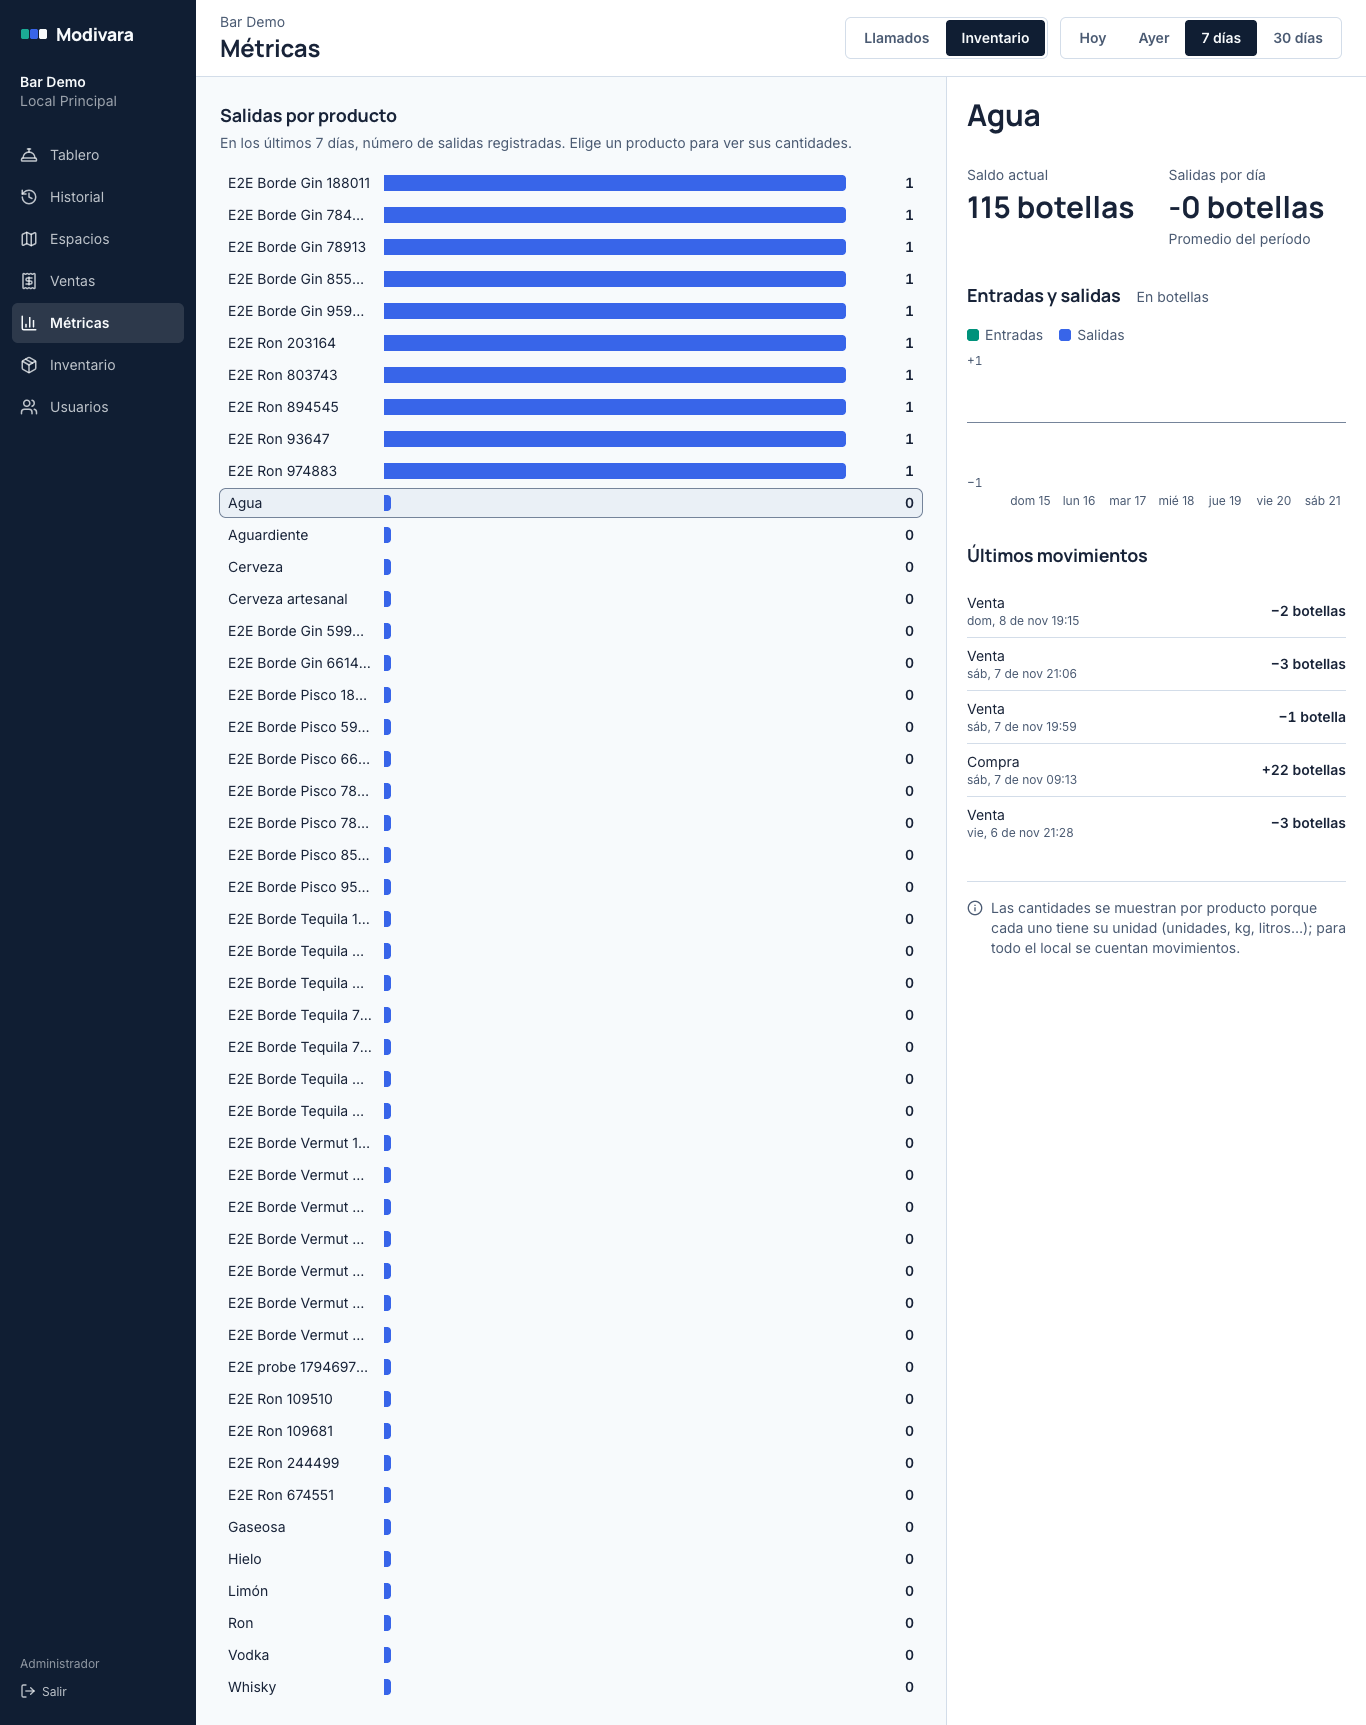 Modivara
Bar Demo
Local Principal
Tablero
Historial
Espacios
Ventas
Métricas
Inventario
Usuarios
Administrador
Salir
Bar Demo
Métricas
Llamados Inventario
Hoy Ayer 7 días 30 días
Salidas por producto
En los últimos 7 días, número de salidas registradas. Elige un producto para ver sus cantidades.
E2E Borde Gin 188011 1
E2E Borde Gin 784... 1
E2E Borde Gin 78913 1
E2E Borde Gin 855... 1
E2E Borde Gin 959... 1
E2E Ron 203164 1
E2E Ron 803743 1
E2E Ron 894545 1
E2E Ron 93647 1
E2E Ron 974883 1
Agua 0
Aguardiente 0
Cerveza 0
Cerveza artesanal 0
E2E Borde Gin 599... 0
E2E Borde Gin 6614... 0
E2E Borde Pisco 18... 0
E2E Borde Pisco 59... 0
E2E Borde Pisco 66... 0
E2E Borde Pisco 78... 0
E2E Borde Pisco 78... 0
E2E Borde Pisco 85... 0
E2E Borde Pisco 95... 0
E2E Borde Tequila 1... 0
E2E Borde Tequila ... 0
E2E Borde Tequila ... 0
E2E Borde Tequila 7... 0
E2E Borde Tequila 7... 0
E2E Borde Tequila ... 0
E2E Borde Tequila ... 0
E2E Borde Vermut 1... 0
E2E Borde Vermut ... 0
E2E Borde Vermut ... 0
E2E Borde Vermut ... 0
E2E Borde Vermut ... 0
E2E Borde Vermut ... 0
E2E Borde Vermut ... 0
E2E probe 1794697... 0
E2E Ron 109510 0
E2E Ron 109681 0
E2E Ron 244499 0
E2E Ron 674551 0
Gaseosa 0
Hielo 0
Limón 0
Ron 0
Vodka 0
Whisky 0
Agua
Saldo actual
115 botellas
Salidas por día
-0 botellas
Promedio del período
Entradas y salidas En botellas
Entradas Salidas
+1
−1
dom 15 lun 16 mar 17 mié 18 jue 19 vie 20 sáb 21
Últimos movimientos
Venta −2 botellas
dom, 8 de nov 19:15
Venta −3 botellas
sáb, 7 de nov 21:06
Venta −1 botella
sáb, 7 de nov 19:59
Compra +22 botellas
sáb, 7 de nov 09:13
Venta −3 botellas
vie, 6 de nov 21:28
Las cantidades se muestran por producto porque
cada uno tiene su unidad (unidades, kg, litros...); para
todo el local se cuentan movimientos.